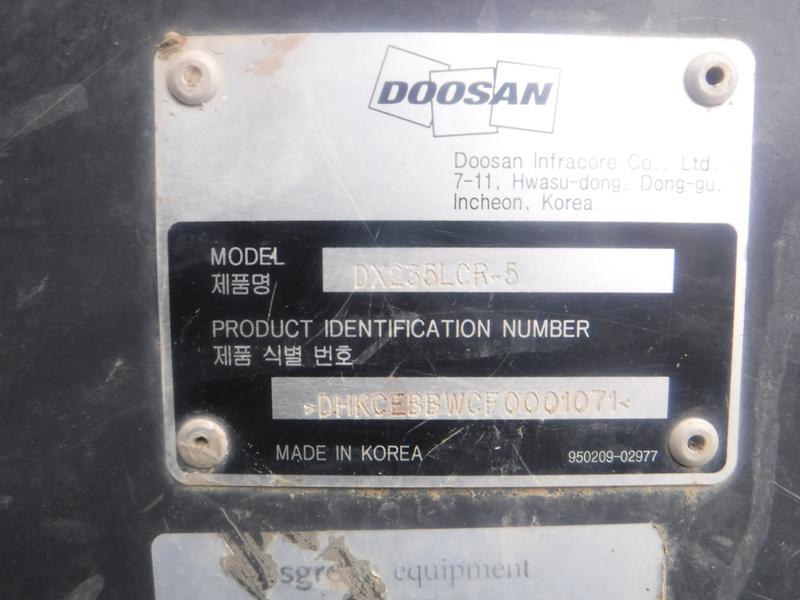 DOOSAN
Doosan Infracore Co., Ltd.
7-11, Hwasu-dong, Dong-gu,
Incheon, Korea
MODEL
제품명
DX235LCR-5
PRODUCT IDENTIFICATION NUMBER
제품 식별 번호
>DHKCEBBWCF0001071<
MADE IN KOREA
950209-02977
equipment